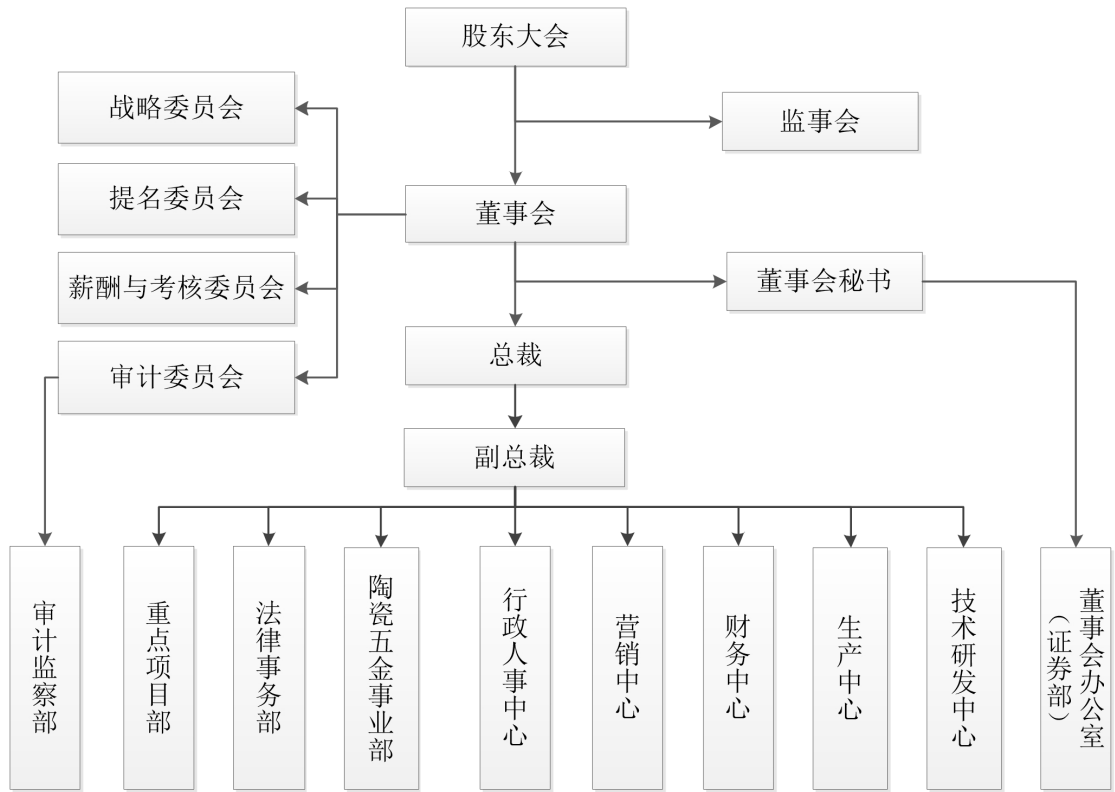 股东大会
战略委员会
监事会
提名委员会
董事会
薪酬与考核委员会
董事会秘书
总裁
审计委员会
副总裁
审计监察部
重点项目部
法律事务部
陶瓷五金事业部
行政人事中心
营销中心
财务中心
生产中心
技术研发中心
董事会办公室
（证券部）